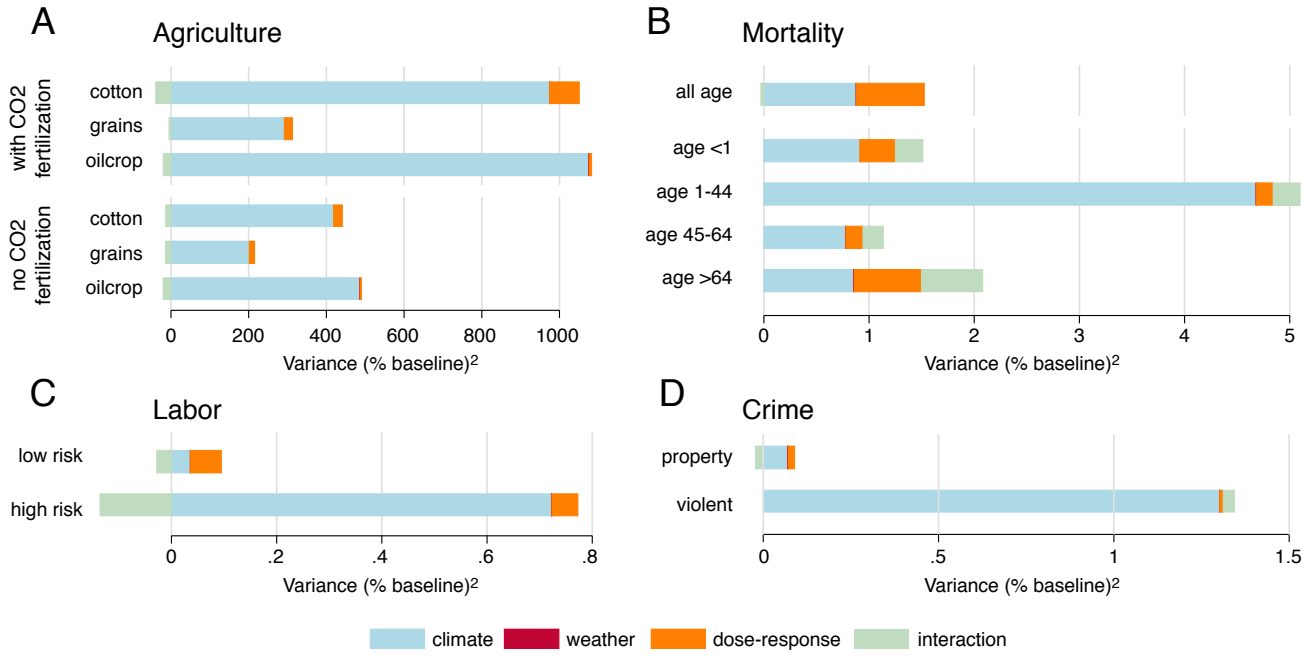 A
Agriculture
with CO2
fertilization
cotton
grains
oilcrop
no CO2
fertilization
cotton
grains
oilcrop
0 200 400 600 800 1000
Variance (% baseline)2
B
Mortality
all age
age <1
age 1-44
age 45-64
age >64
0 1 2 3 4 5
Variance (% baseline)2
C
Labor
low risk
high risk
0 .2 .4 .6 .8
Variance (% baseline)2
D
Crime
property
violent
0 .5 1 1.5
Variance (% baseline)2
climate weather dose-response interaction